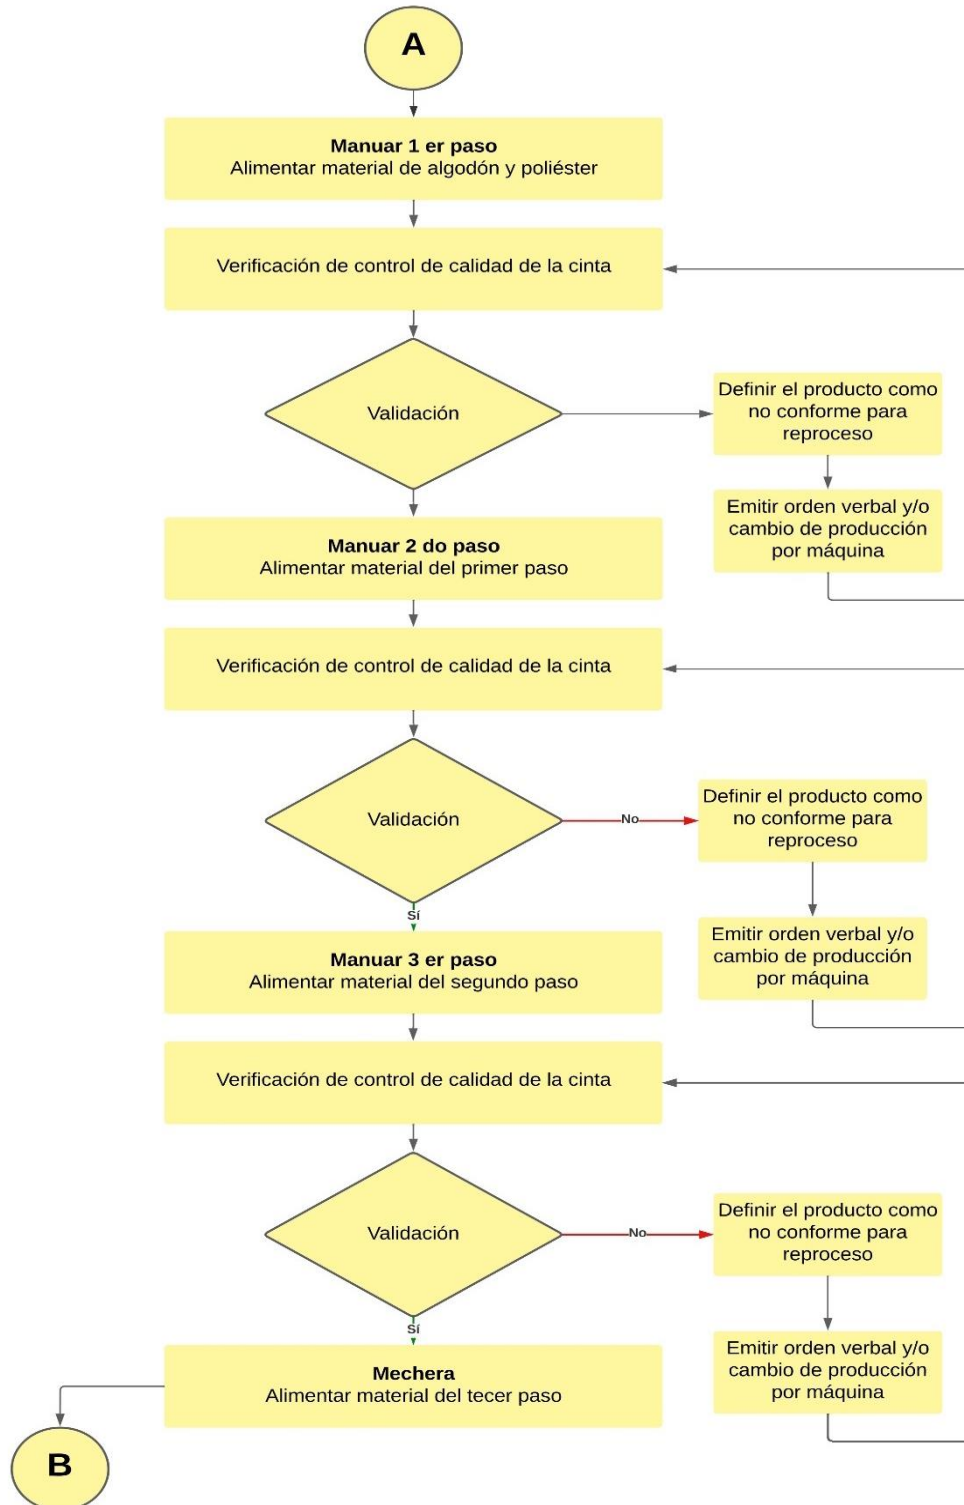 A
Manuar 1 er paso
Alimentar material de algodón y poliéster
Verificación de control de calidad de la cinta
Validación
Definir el producto como
no conforme para
reproceso
Emitir orden verbal y/o
cambio de producción
por máquina
Manuar 2 do paso
Alimentar material del primer paso
Verificación de control de calidad de la cinta
Validación
No
Definir el producto como
no conforme para
reproceso
Emitir orden verbal y/o
cambio de producción
por máquina
Sí
Manuar 3 er paso
Alimentar material del segundo paso
Verificación de control de calidad de la cinta
Validación
No
Definir el producto como
no conforme para
reproceso
Emitir orden verbal y/o
cambio de producción
por máquina
Sí
Mechera
Alimentar material del tecer paso
B